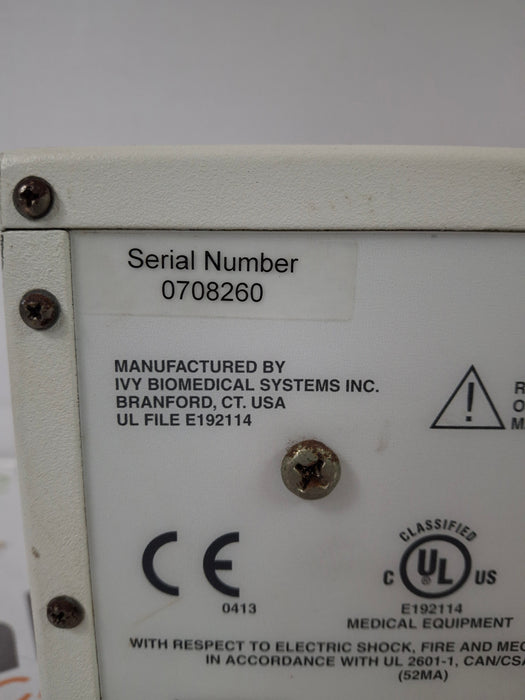 Serial Number
0708260
MANUFACTURED BY
IVY BIOMEDICAL SYSTEMS INC.
BRANFORD, CT. USA
UL FILE E192114
!
R
O
M
CE
0413
CLASSIFIED
C UL ® US
E192114
MEDICAL EQUIPMENT
WITH RESPECT TO ELECTRIC SHOCK, FIRE AND MEC
IN ACCORDANCE WITH UL 2601-1, CAN/CSA
(52MA)